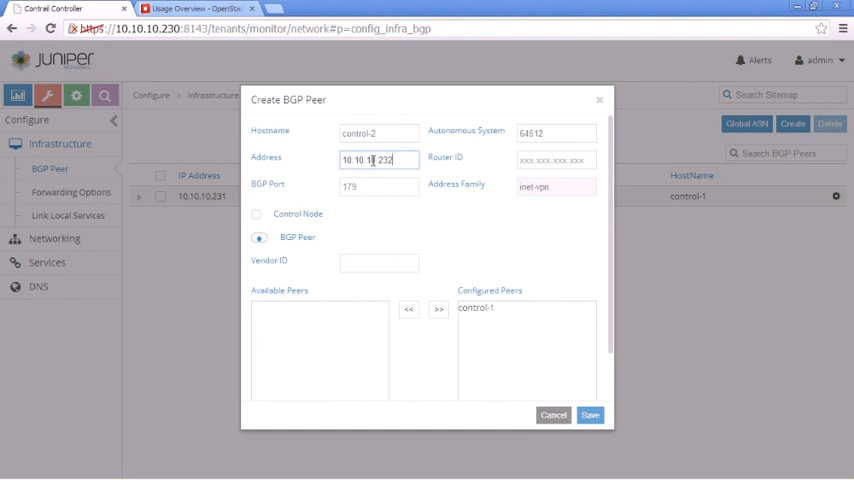 Contrail Controller
Usage Overview - OpenStac
https://10.10.10.230:8143/tenants/monitor/network#p=config_infra_bgp
JUNIPER
NETWORKS
Alerts
admin
Configure
Infrastructure
Search Sitemap
Configure
Infrastructure
BGP Peer
Forwarding Options
Link Local Services
Networking
Services
DNS
Global ASN
Create
Delete
Search BGP Peers
IP Address
HostName
10.10.10.231
control-1
Create BGP Peer
Hostname
control-2
Autonomous System
64512
Address
10.10.10.232
Router ID
xxx.xxx.xxx.xxx
BGP Port
179
Address Family
inet-vpn
Control Node
BGP Peer
Vendor ID
Available Peers
Configured Peers
<<
>>
control-1
Cancel
Save